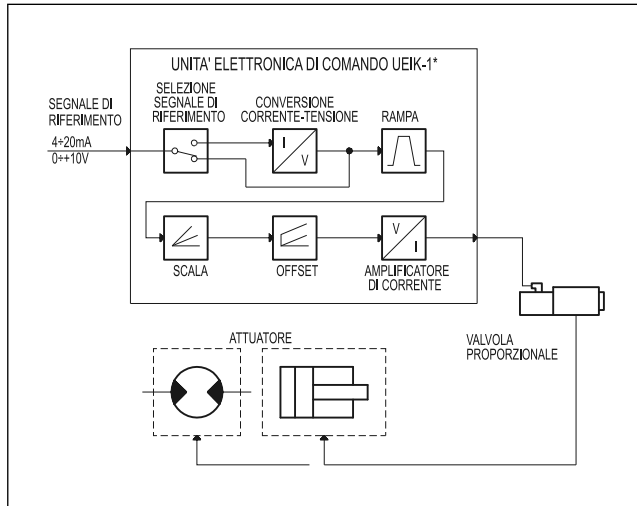 UNITA' ELETTRONICA DI COMANDO UEIK-1*
SEGNALE DI
RIFERIMENTO
4÷20mA
0÷+10V
SELEZIONE
SEGNALE DI
RIFERIMENTO
CONVERSIONE
CORRENTE-TENSIONE
I
V
RAMPA
SCALA
OFFSET
V
I
AMPLIFICATORE
DI CORRENTE
VALVOLA
PROPORZIONALE
ATTUATORE